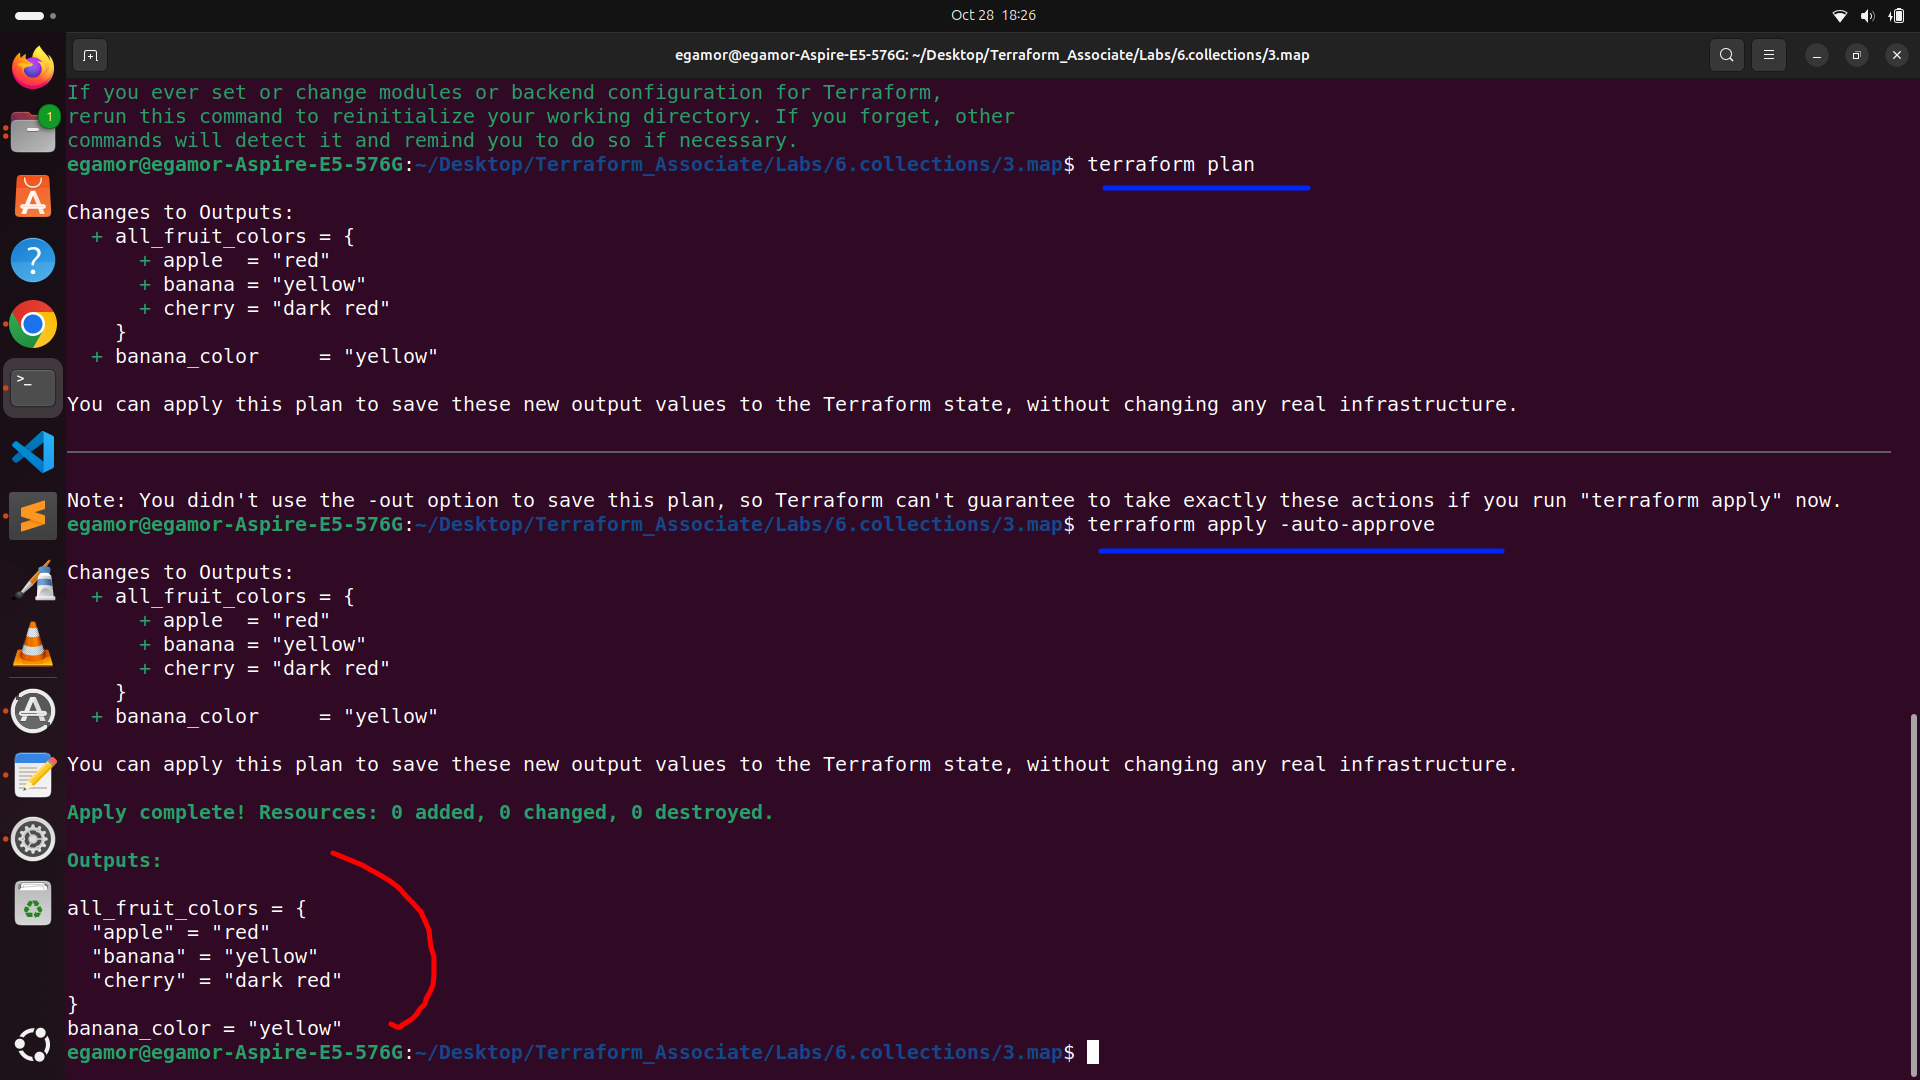 Oct 28 18:26
egamor@egamor-Aspire-E5-576G: ~/Desktop/Terraform_Associate/Labs/6.collections/3.map
1
If you ever set or change modules or backend configuration for Terraform,
rerun this command to reinitialize your working directory. If you forget, other
commands will detect it and remind you to do so if necessary.
egamor@egamor-Aspire-E5-576G:~/Desktop/Terraform_Associate/Labs/6.collections/3.map$ terraform plan
Changes to Outputs:
  + all_fruit_colors = {
      + apple  = "red"
      + banana = "yellow"
      + cherry = "dark red"
    }
  + banana_color     = "yellow"
You can apply this plan to save these new output values to the Terraform state, without changing any real infrastructure.
Note: You didn't use the -out option to save this plan, so Terraform can't guarantee to take exactly these actions if you run "terraform apply" now.
egamor@egamor-Aspire-E5-576G:~/Desktop/Terraform_Associate/Labs/6.collections/3.map$ terraform apply -auto-approve
Changes to Outputs:
  + all_fruit_colors = {
      + apple  = "red"
      + banana = "yellow"
      + cherry = "dark red"
    }
  + banana_color     = "yellow"
You can apply this plan to save these new output values to the Terraform state, without changing any real infrastructure.
Apply complete! Resources: 0 added, 0 changed, 0 destroyed.
Outputs:
all_fruit_colors = {
  "apple" = "red"
  "banana" = "yellow"
  "cherry" = "dark red"
}
banana_color = "yellow"
egamor@egamor-Aspire-E5-576G:~/Desktop/Terraform_Associate/Labs/6.collections/3.map$